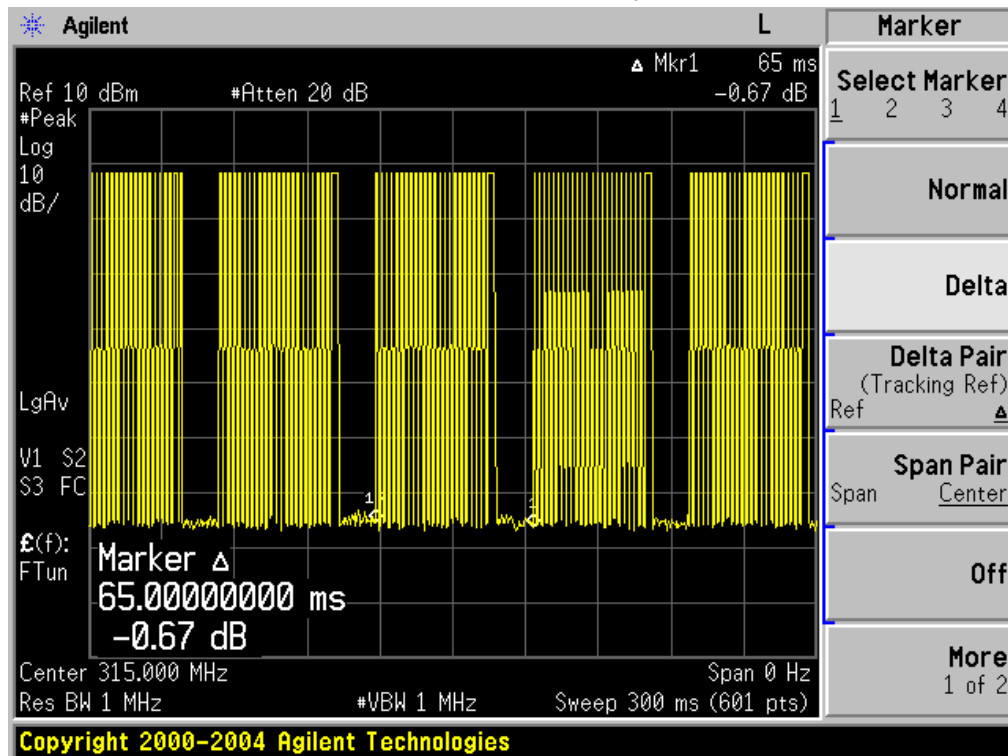 Agilent L Marker
Δ Mkr1 65 ms
Ref 10 dBm #Atten 20 dB -0.67 dB
#Peak
Log
10
dB/
LgAv
V1 S2
S3 FC
£(f):
FTun
1
1
Marker Δ
65.00000000 ms
-0.67 dB
Center 315.000 MHz Span 0 Hz
Res BW 1 MHz #VBW 1 MHz Sweep 300 ms (601 pts)
Select Marker
1 2 3 4
Normal
Delta
Delta Pair
(Tracking Ref)
Ref Δ
Span Pair
Span Center
Off
More
1 of 2
Copyright 2000-2004 Agilent Technologies